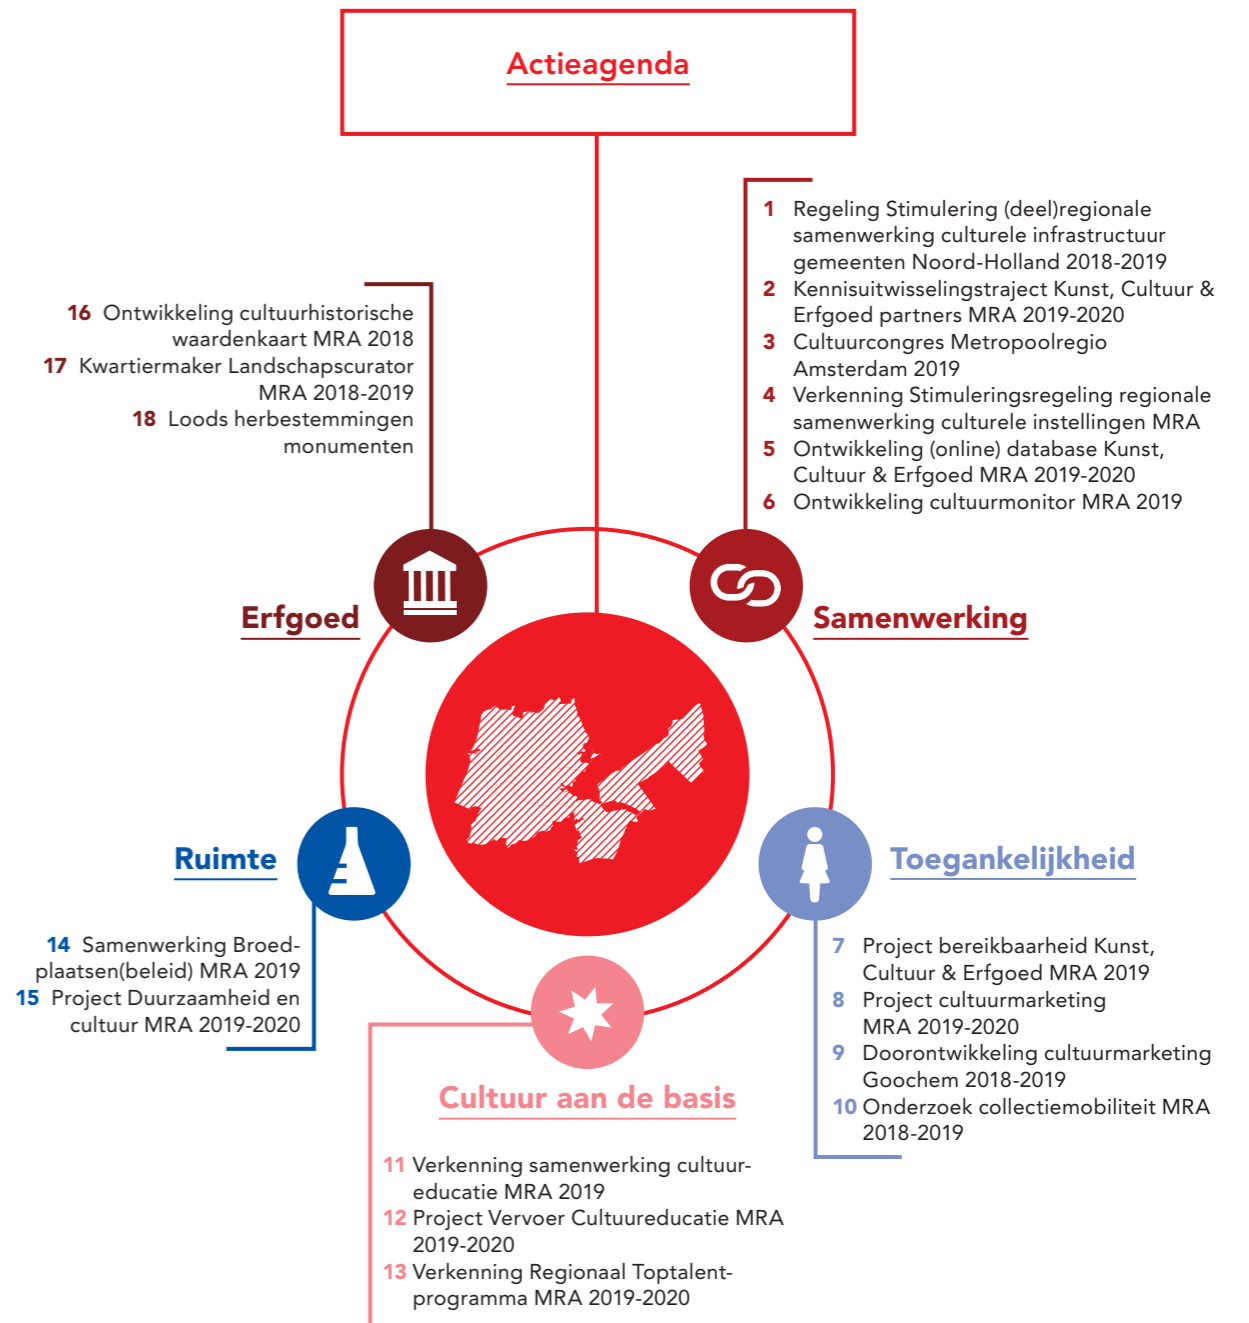 Actieagenda
1 Regeling Stimulering (deel)regionale
samenwerking culturele infrastructuur
gemeenten Noord-Holland 2018-2019
2 Kennisuitwisselingstraject Kunst, Cultuur &
Erfgoed partners MRA 2019-2020
3 Cultuurcongres Metropoolregio
Amsterdam 2019
4 Verkenning Stimuleringsregeling regionale
samenwerking culturele instellingen MRA
5 Ontwikkeling (online) database Kunst,
Cultuur & Erfgoed MRA 2019-2020
6 Ontwikkeling cultuurmonitor MRA 2019
Samenwerking
Toegankelijkheid
7 Project bereikbaarheid Kunst,
Cultuur & Erfgoed MRA 2019
8 Project cultuurmarketing
MRA 2019-2020
9 Doorontwikkeling cultuurmarketing
Goochem 2018-2019
10 Onderzoek collectiemobiliteit MRA
2018-2019
Cultuur aan de basis
11 Verkenning samenwerking cultuur-
educatie MRA 2019
12 Project Vervoer Cultuureducatie MRA
2019-2020
13 Verkenning Regionaal Toptalent-
programma MRA 2019-2020
Ruimte
14 Samenwerking Broed-
plaatsen(beleid) MRA 2019
15 Project Duurzaamheid en
cultuur MRA 2019-2020
16 Ontwikkeling cultuurhistorische
waardenkaart MRA 2018
17 Kwartiermaker Landschapscurator
MRA 2018-2019
18 Loods herbestemmingen
monumenten
Erfgoed